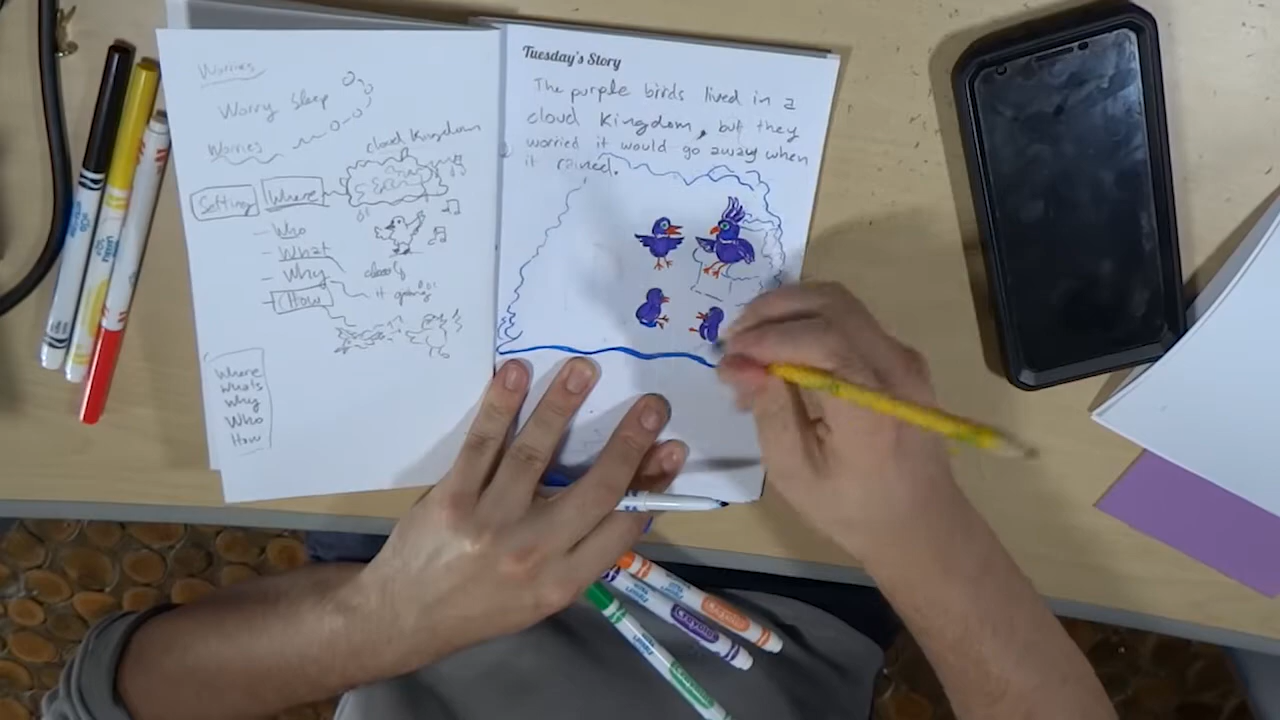 Worries
Worry Sleep
Worries
cloud Kingdom
Setting
Where
Who
What
Why
cloud
it going
How
Where
Whats
Why
Who
How
Tuesday's Story
The purple birds lived in a
cloud Kingdom, but they
worried it would go away when
it rained.
Crayola
Crayola